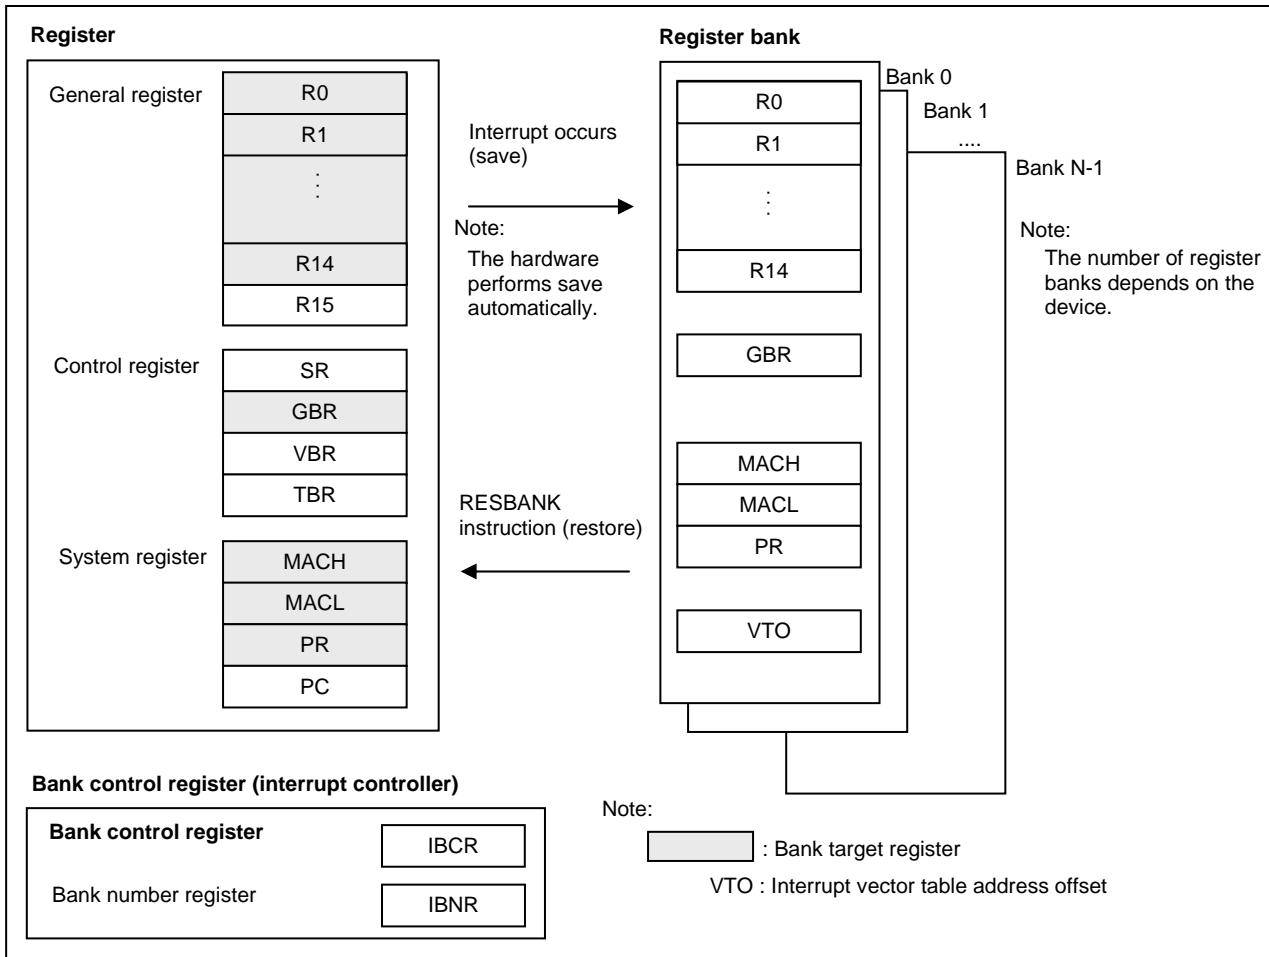 Register
General register
R0
R1
⋮
R14
R15
Control register
SR
GBR
VBR
TBR
System register
MACH
MACL
PR
PC
Interrupt occurs
(save)
Note:
The hardware
performs save
automatically.
RESBANK
instruction (restore)
Register bank
Bank 0
Bank 1
....
Bank N-1
R0
R1
⋮
R14
GBR
MACH
MACL
PR
VTO
Note:
The number of register
banks depends on the
device.
Bank control register (interrupt controller)
Bank control register
IBCR
Bank number register
IBNR
Note:
: Bank target register
VTO : Interrupt vector table address offset